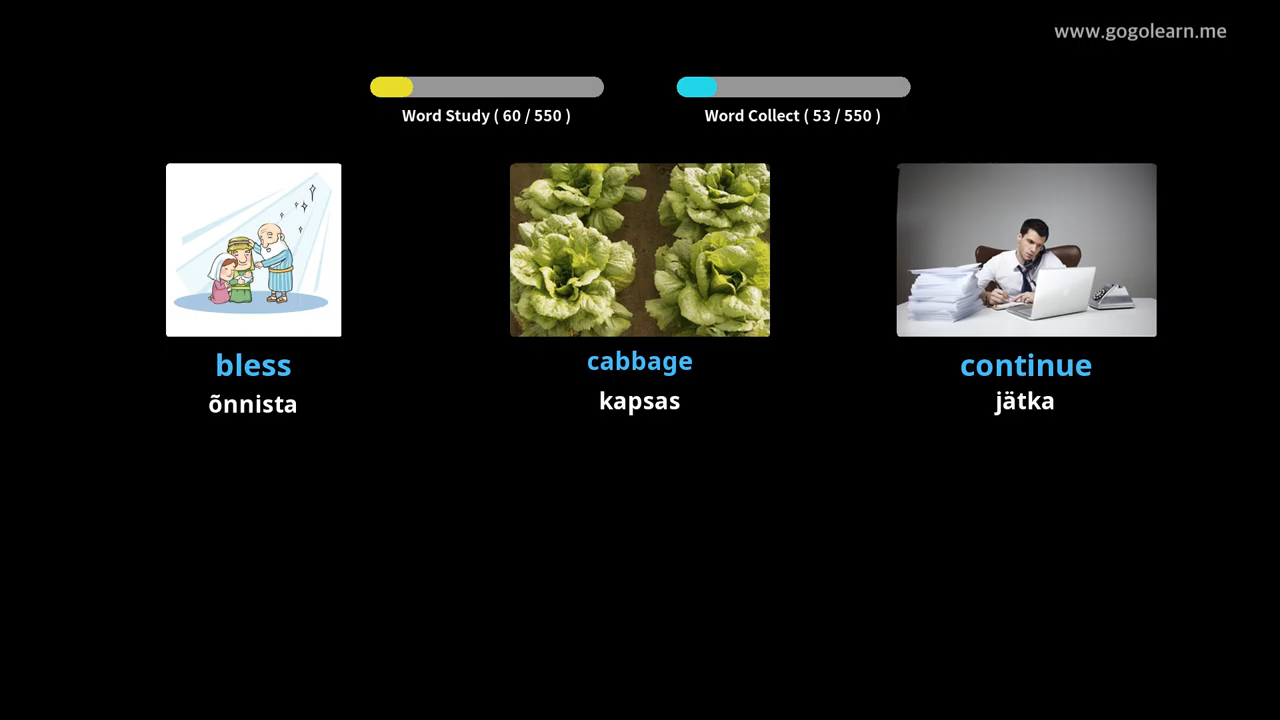 www.gogolearn.me
Word Study ( 60 / 550 )
Word Collect ( 53 / 550 )
bless
õnnista
cabbage
kapsas
continue
jätka